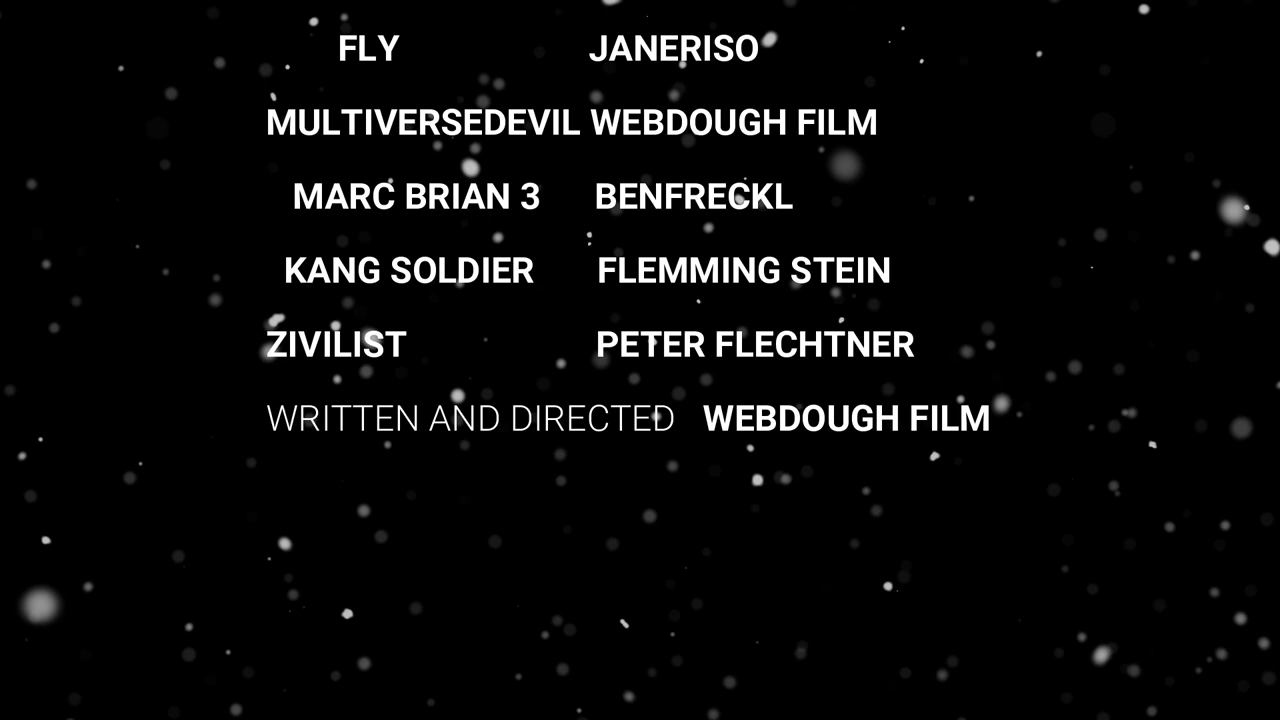 FLY JANERISO
MULTIVERSEDEVIL WEBDOUGH FILM
MARC BRIAN 3 BENFRECKL
KANG SOLDIER FLEMMING STEIN
ZIVILIST PETER FLECHTNER
WRITTEN AND DIRECTED WEBDOUGH FILM